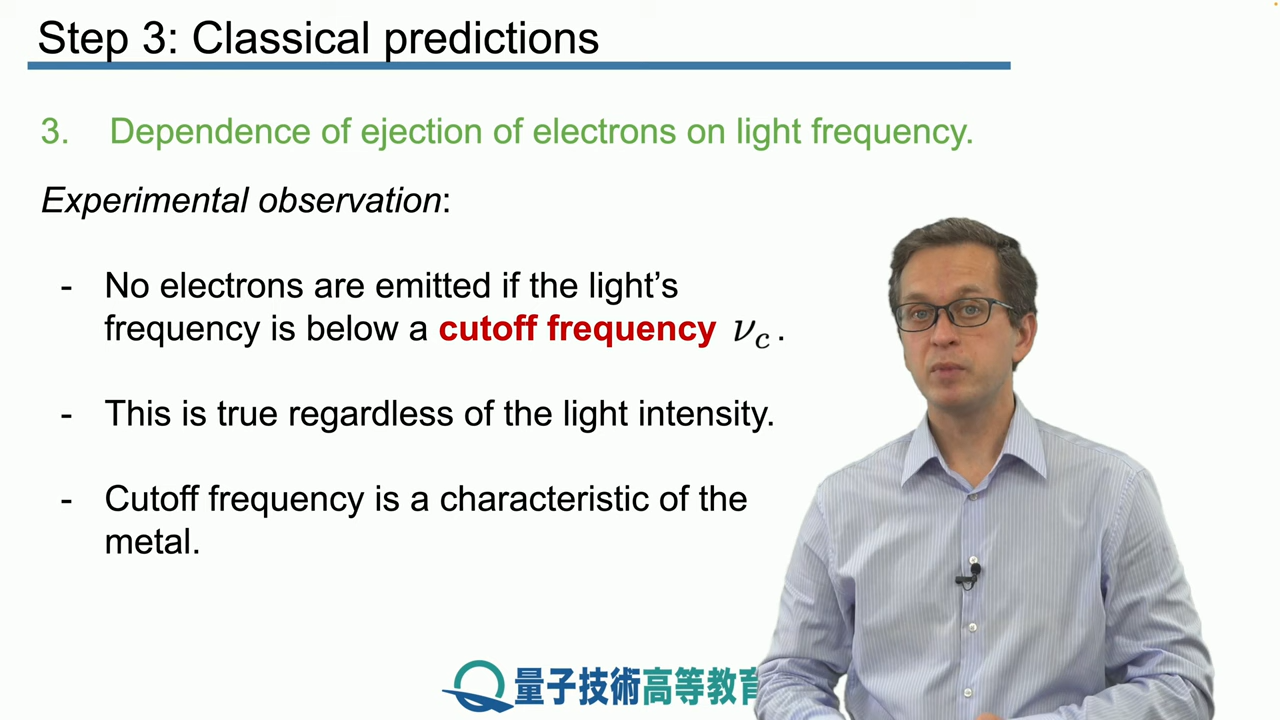 Step 3: Classical predictions
3. Dependence of ejection of electrons on light frequency.
Experimental observation:
- No electrons are emitted if the light’s
frequency is below a cutoff frequency ν_c.
- This is true regardless of the light intensity.
- Cutoff frequency is a characteristic of the
metal.
量子技術高等教育